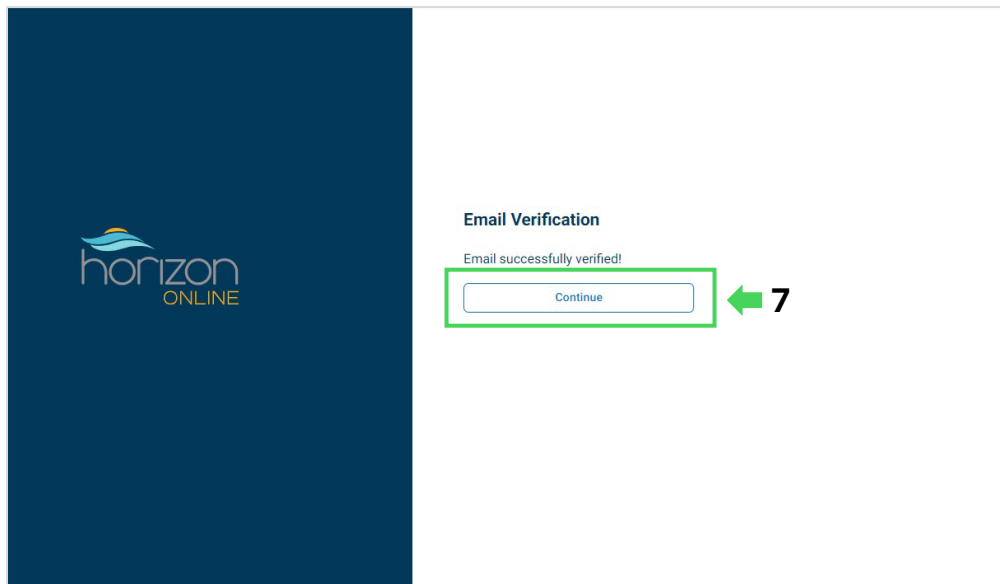 horizon
ONLINE
Email Verification
Email successfully verified!
Continue
7